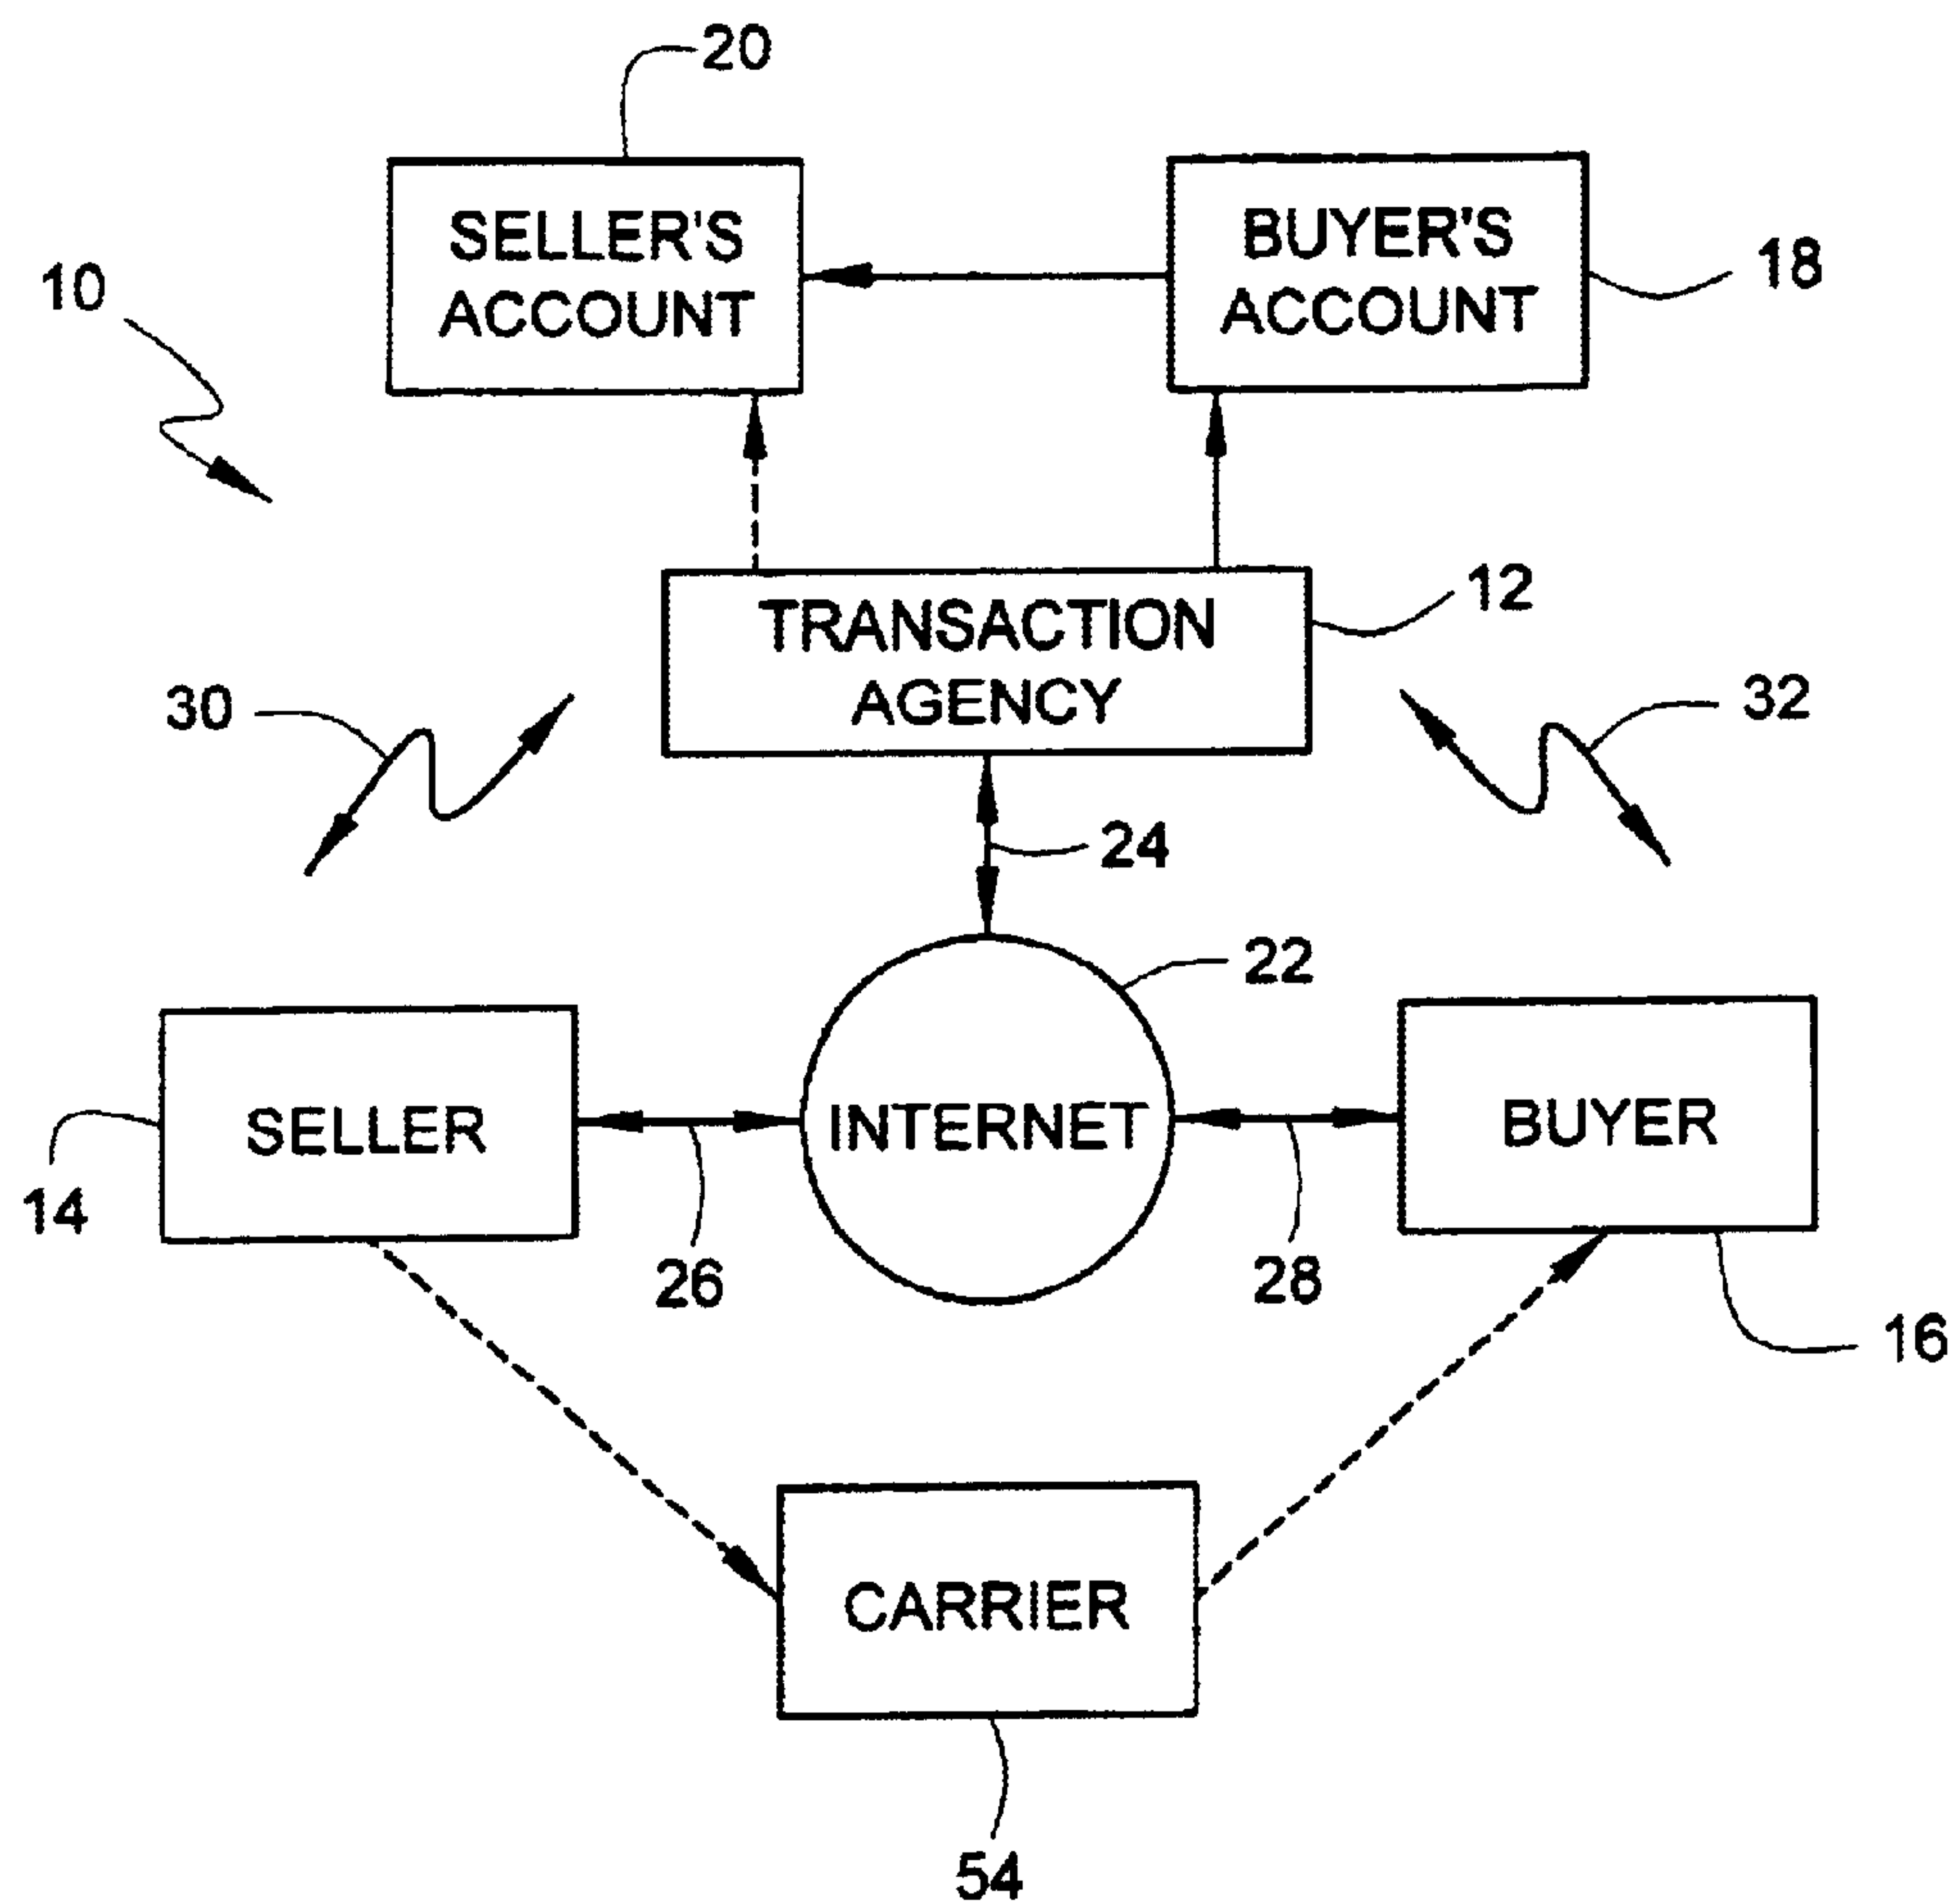 20
SELLER'S
ACCOUNT
BUYER'S
ACCOUNT
18
10
TRANSACTION
AGENCY
12
30
32
24
22
SELLER
INTERNET
BUYER
14
26
28
16
CARRIER
54